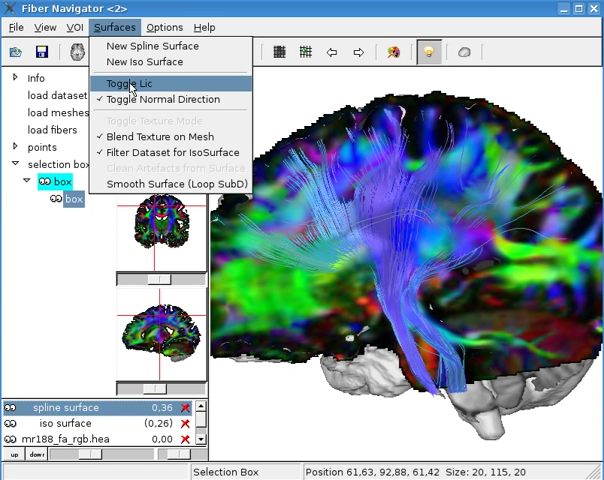 Fiber Navigator <2>
File View VOI Surfaces Options Help
New Spline Surface
New Iso Surface
Toggle Lic
Toggle Normal Direction
Toggle Texture Mode
Blend Texture on Mesh
Filter Dataset for IsoSurface
Clean Artefacts from Surface
Smooth Surface (Loop SubD)
Info
load dataset
load meshes
load fibers
points
selection box
box
box
spline surface 0,36
iso surface (0,26)
mr188_fa_rgb.hea 0,00
up down
Selection Box Position 61,63, 92,88, 61,42 Size: 20, 115, 20